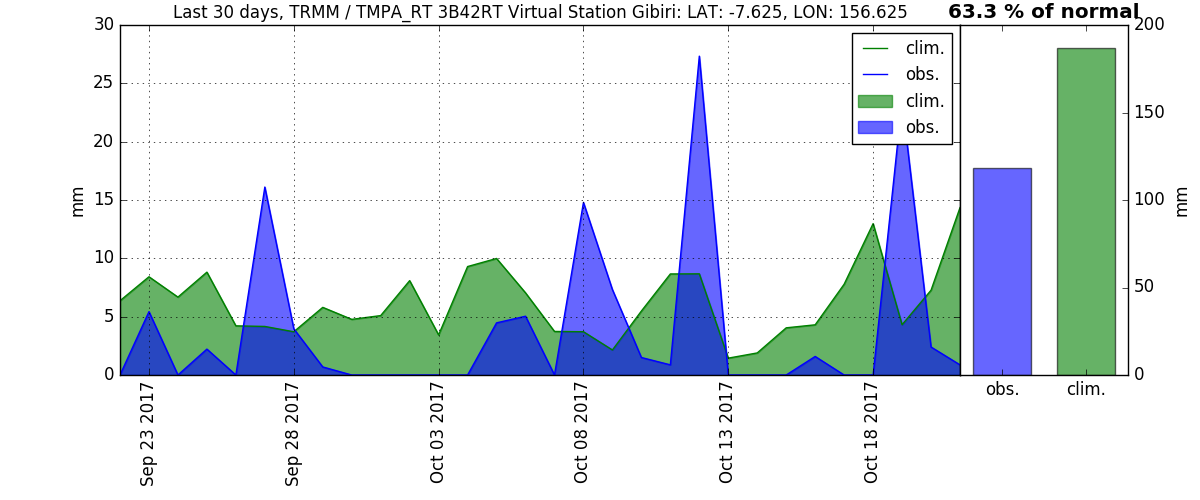 Last 30 days, TRMM / TMPA_RT 3B42RT Virtual Station Gibiri: LAT: -7.625, LON: 156.625
63.3 % of normal
30
25
20
15
10
5
0
mm
clim.
obs.
clim.
obs.
Sep 23 2017
Sep 28 2017
Oct 03 2017
Oct 08 2017
Oct 13 2017
Oct 18 2017
200
150
100
50
0
mm
obs.
clim.